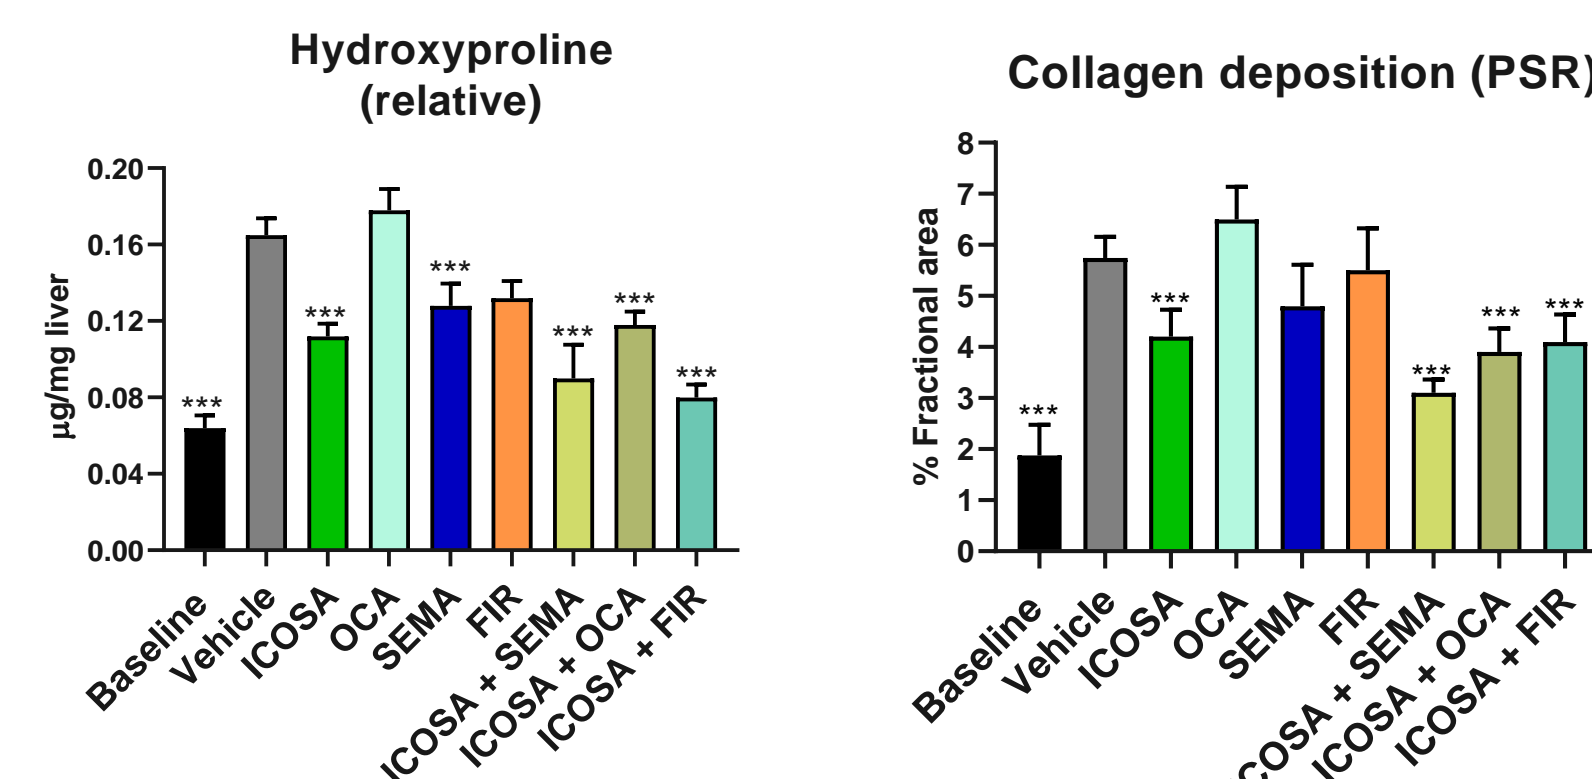 Hydroxyproline
(relative)
µg/mg liver
0.20
0.16
0.12
0.08
0.04
0.00
***
***
***
***
***
***
Baseline
Vehicle
ICOSA
OCA
SEMA
FIR
ICOSA + SEMA
ICOSA + OCA
ICOSA + FIR
Collagen deposition (PSR)
% Fractional area
8
7
6
5
4
3
2
1
0
***
***
***
***
***
Baseline
Vehicle
ICOSA
OCA
SEMA
FIR
COSA + SEMA
ICOSA + OCA
ICOSA + FIR